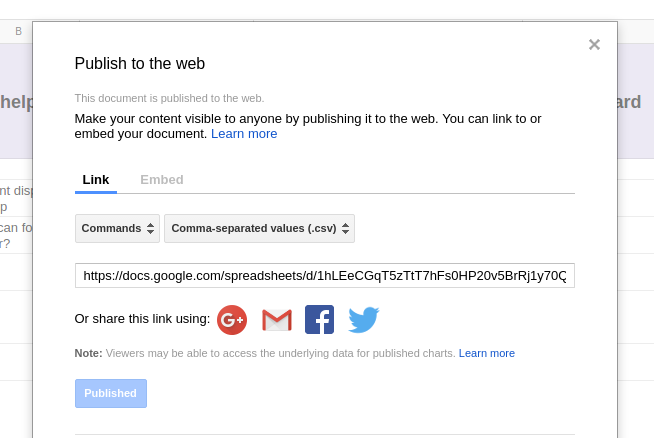 B
Publish to the web
help
ard
This document is published to the web.
Make your content visible to anyone by publishing it to the web. You can link to or
embed your document. Learn more
Link Embed
nt disp
p
Commands Comma-separated values (.csv)
can fo
r?
https://docs.google.com/spreadsheets/d/1hLEeCGqT5zTtT7hFs0HP20v5BrRj1y70Q
Or share this link using: G+ f
Note: Viewers may be able to access the underlying data for published charts. Learn more
Published